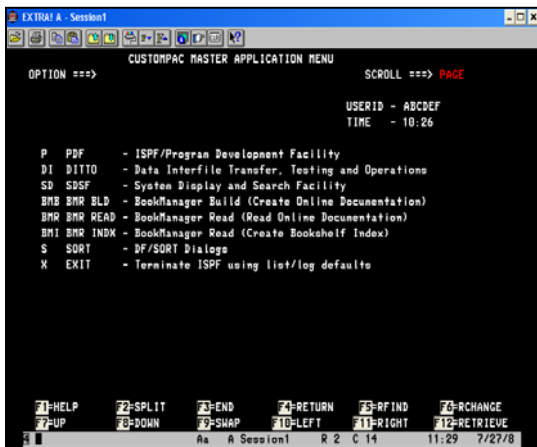 EXTRA! A - Session1
CUSTOMPAC MASTER APPLICATION MENU
OPTION ===> SCROLL ===> PAGE
USERID - ABCDEF
TIME - 10:26
P PDF - ISPF/Program Development Facility
DI DITTO - Data Interfile Transfer, Testing and Operations
SD SDSF - System Display and Search Facility
BMB BMR BLD - BookManager Build (Create Online Documentation)
BMR BMR READ - BookManager Read (Read Online Documentation)
BMI BMR INDX - BookManager Read (Create Bookshelf Index)
S SORT - DF/SORT Dialogs
X EXIT - Terminate ISPF using list/log defaults
F1=HELP F2=SPLIT F3=END F4=RETURN F5=RFIND F6=RCHANGE
F7=UP F8=DOWN F9=SWAP F10=LEFT F11=RIGHT F12=RETRIEVE
4 Aa A Session1 R 2 C 14 11:29 7/27/8